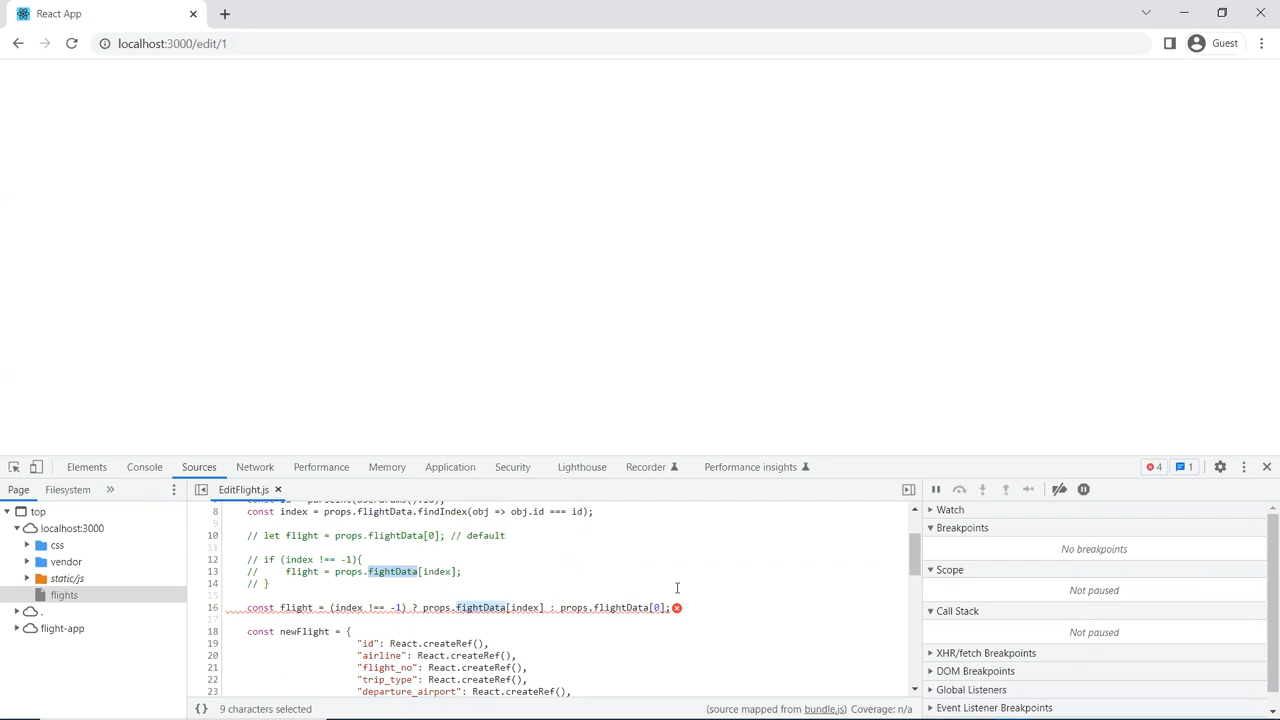 React App
localhost:3000/edit/1
Guest
Elements Console Sources Network Performance Memory Application Security Lighthouse Recorder Performance insights 4 1
Page Filesystem »
EditFlight.js
top
localhost:3000
css
vendor
static/js
flights
.
flight-app
8 const index = props.flightData.findIndex(obj => obj.id === id);
9
10 // let flight = props.flightData[0]; // default
11
12 // if (index !== -1){
13 //     flight = props.fightData[index];
14 // }
15
16 const flight = (index !== -1) ? props.fightData[index] : props.flightData[0];
17
18 const newFlight = {
19 "id": React.createRef(),
20 "airline": React.createRef(),
21 "flight_no": React.createRef(),
22 "trip_type": React.createRef(),
23 "departure_airport": React.createRef(),
{} 9 characters selected
(source mapped from bundle.js) Coverage: n/a
Watch
Breakpoints
No breakpoints
Scope
Not paused
Call Stack
Not paused
XHR/fetch Breakpoints
DOM Breakpoints
Global Listeners
Event Listener Breakpoints